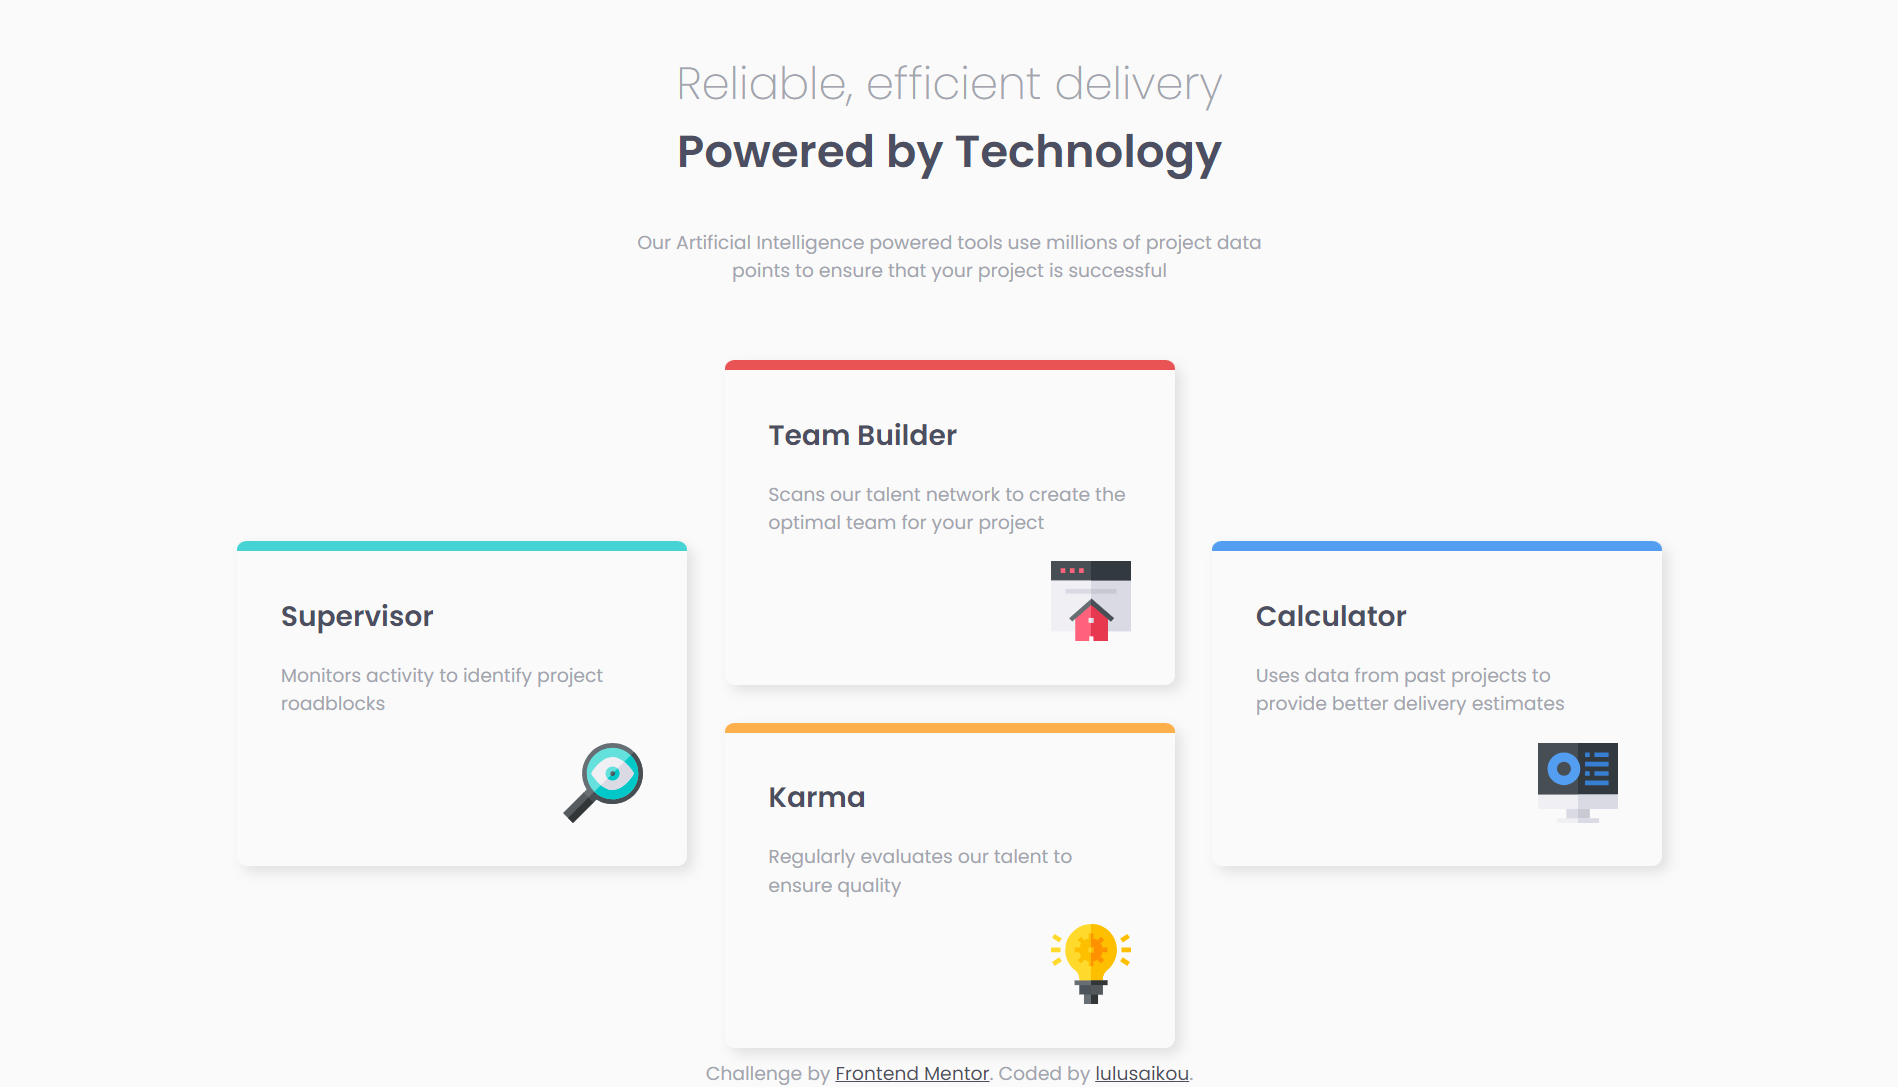 Reliable, efficient delivery
Powered by Technology
Our Artificial Intelligence powered tools use millions of project data
points to ensure that your project is successful
Supervisor
Monitors activity to identify project
roadblocks
Team Builder
Scans our talent network to create the
optimal team for your project
Karma
Regularly evaluates our talent to
ensure quality
Calculator
Uses data from past projects to
provide better delivery estimates
Challenge by Frontend Mentor. Coded by lulusaikou.